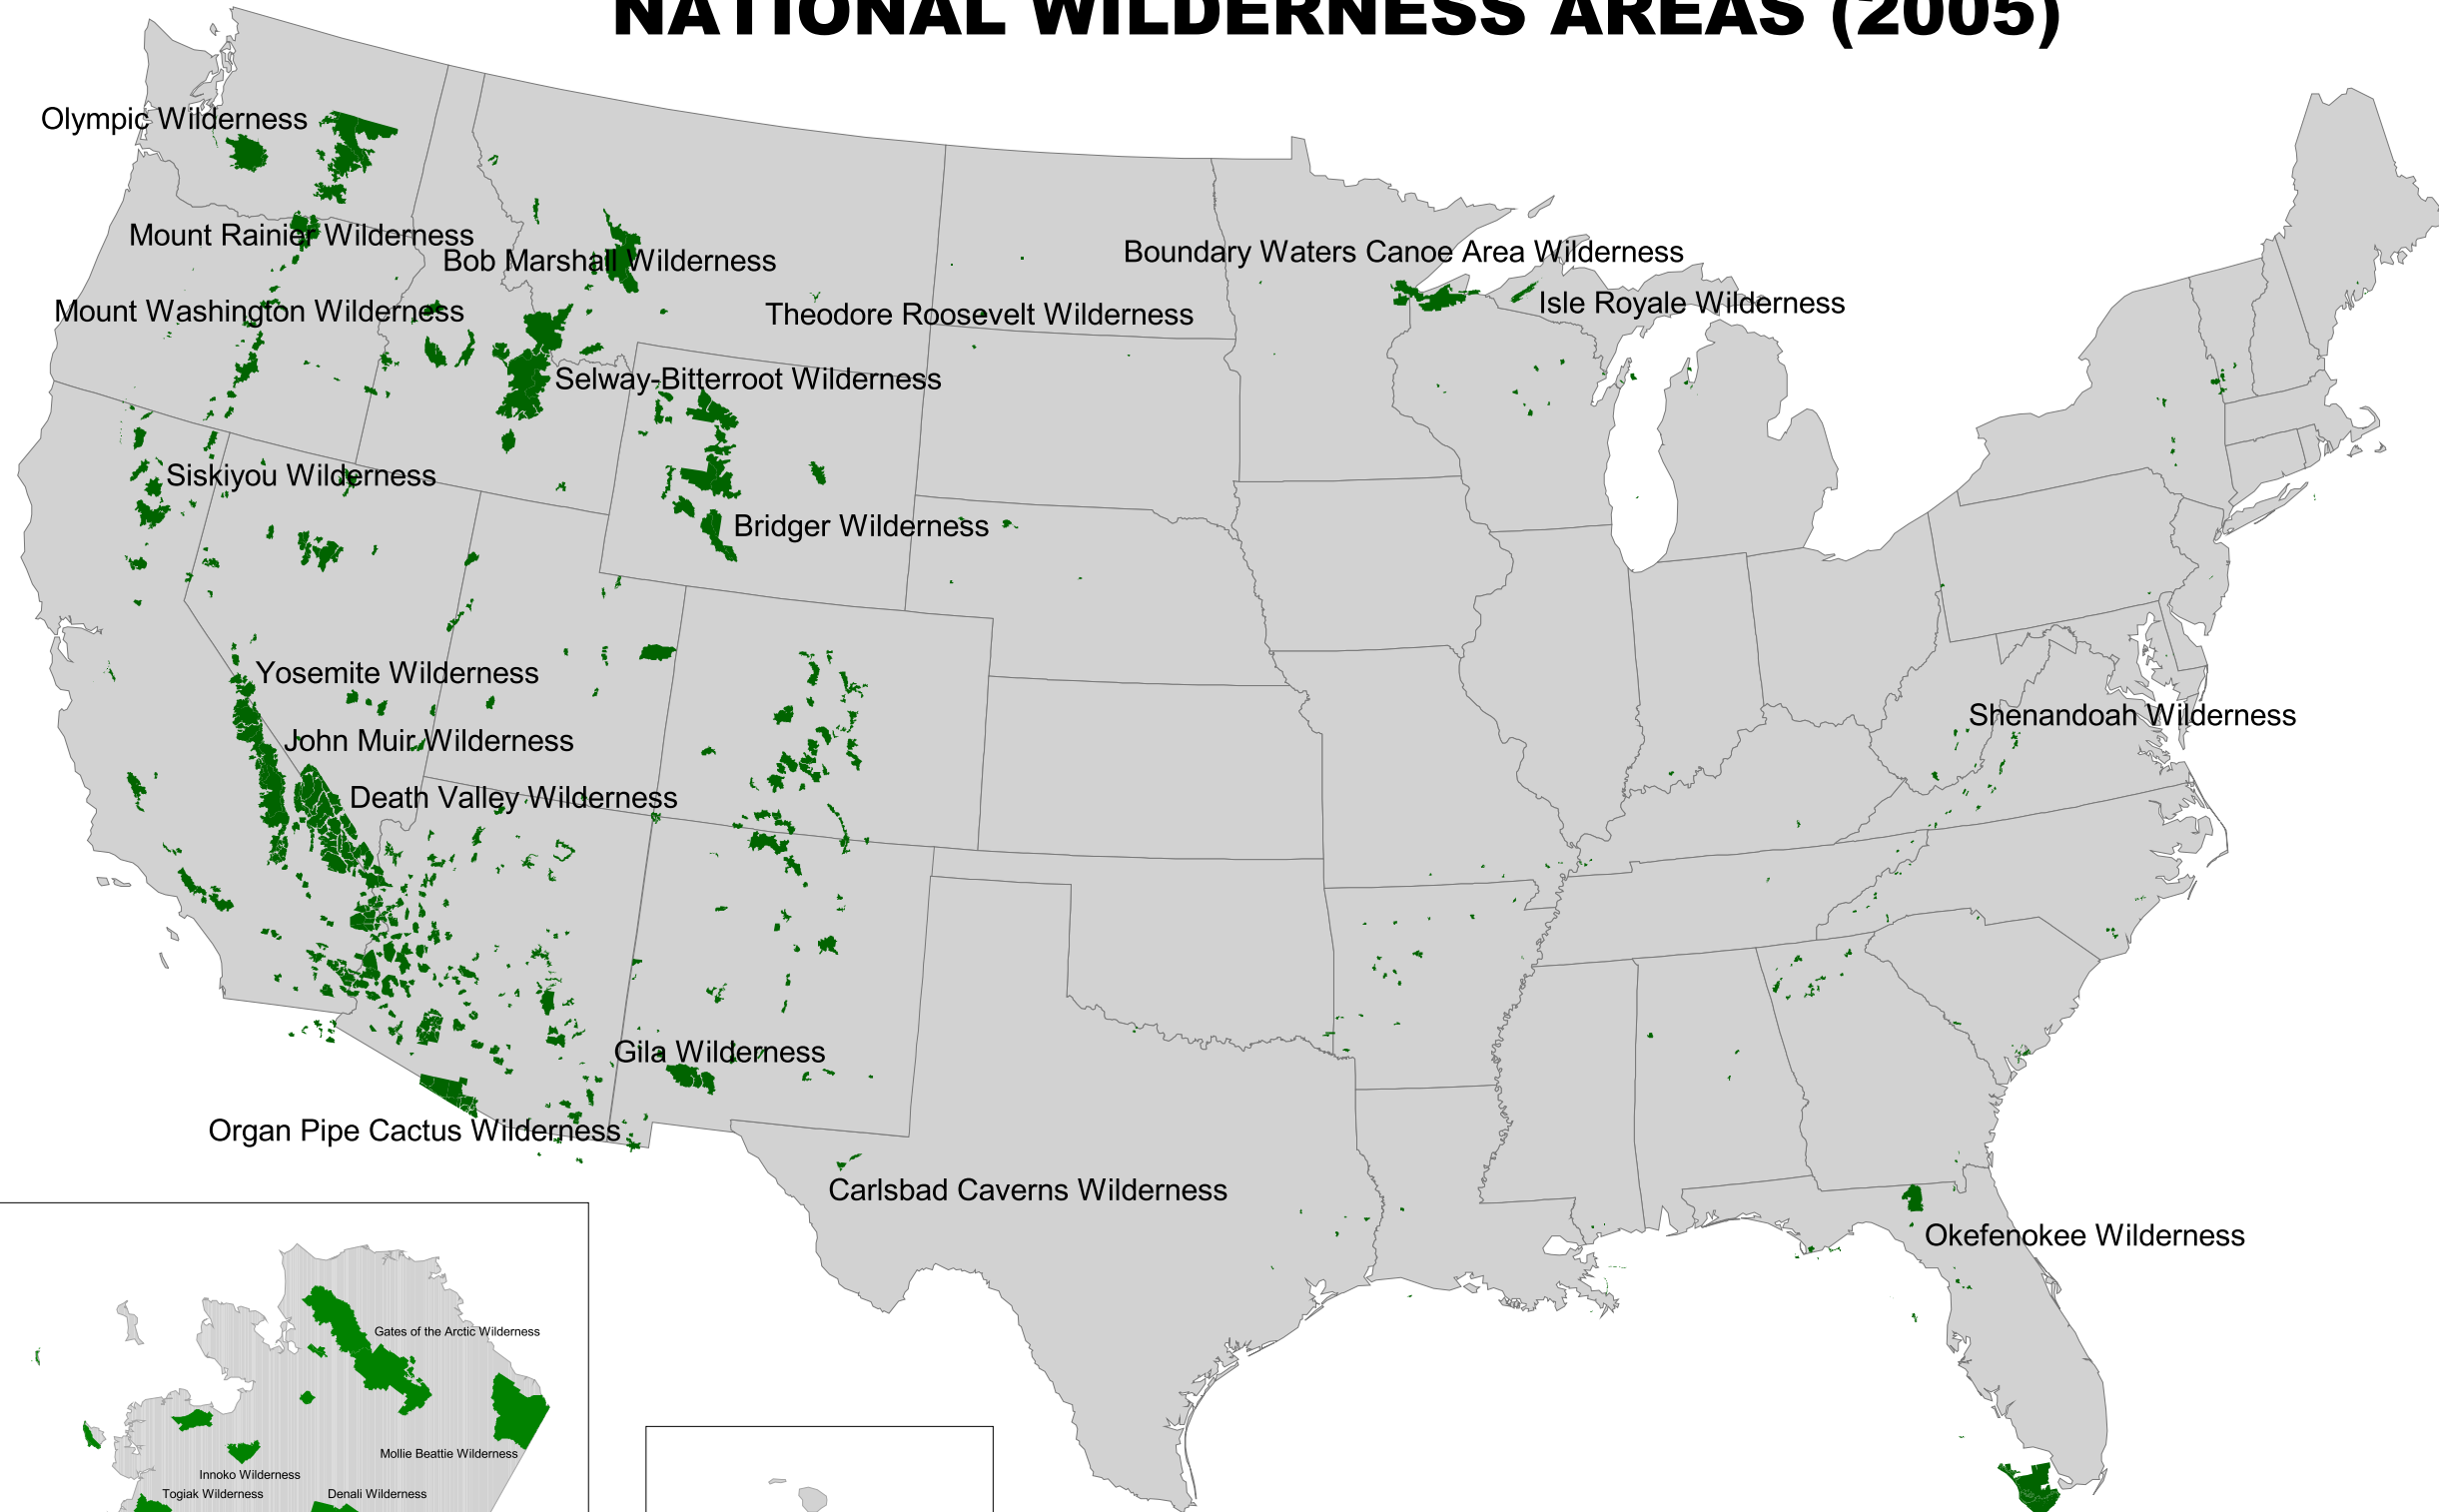 NATIONAL WILDERNESS AREAS (2005)
Olympic Wilderness
Mount Rainier Wilderness
Bob Marshall Wilderness
Boundary Waters Canoe Area Wilderness
Isle Royale Wilderness
Mount Washington Wilderness
Theodore Roosevelt Wilderness
Selway-Bitterroot Wilderness
Siskiyou Wilderness
Bridger Wilderness
Yosemite Wilderness
Shenandoah Wilderness
John Muir Wilderness
Death Valley Wilderness
Gila Wilderness
Organ Pipe Cactus Wilderness
Carlsbad Caverns Wilderness
Okefenokee Wilderness
Gates of the Arctic Wilderness
Mollie Beattie Wilderness
Innoko Wilderness
Togiak Wilderness
Denali Wilderness